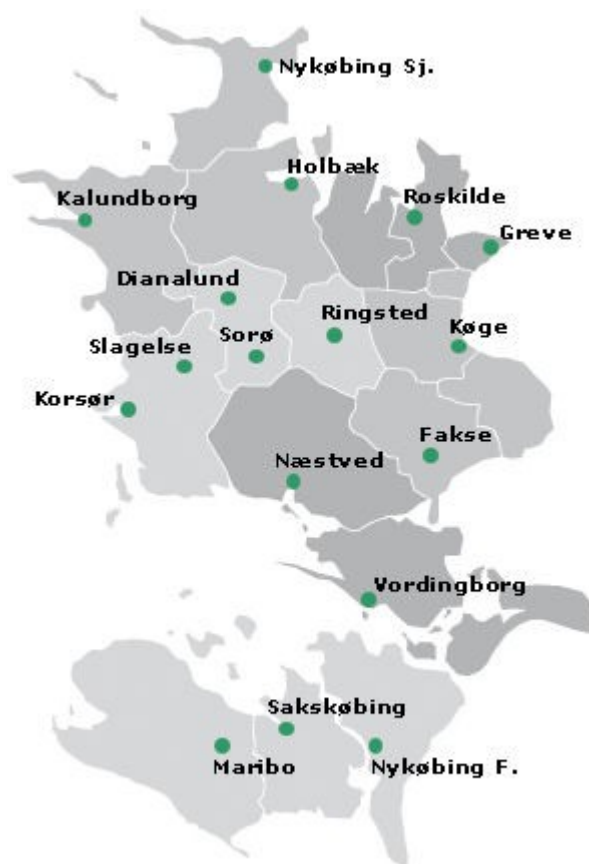 Nykøbing Sj.
Holbæk
Kalundborg
Roskilde
Greve
Dianalund
Ringsted
Sorø
Køge
Slagelse
Korsør
Fakse
Næstved
Vordingborg
Sakskøbing
Maribo
Nykøbing F.